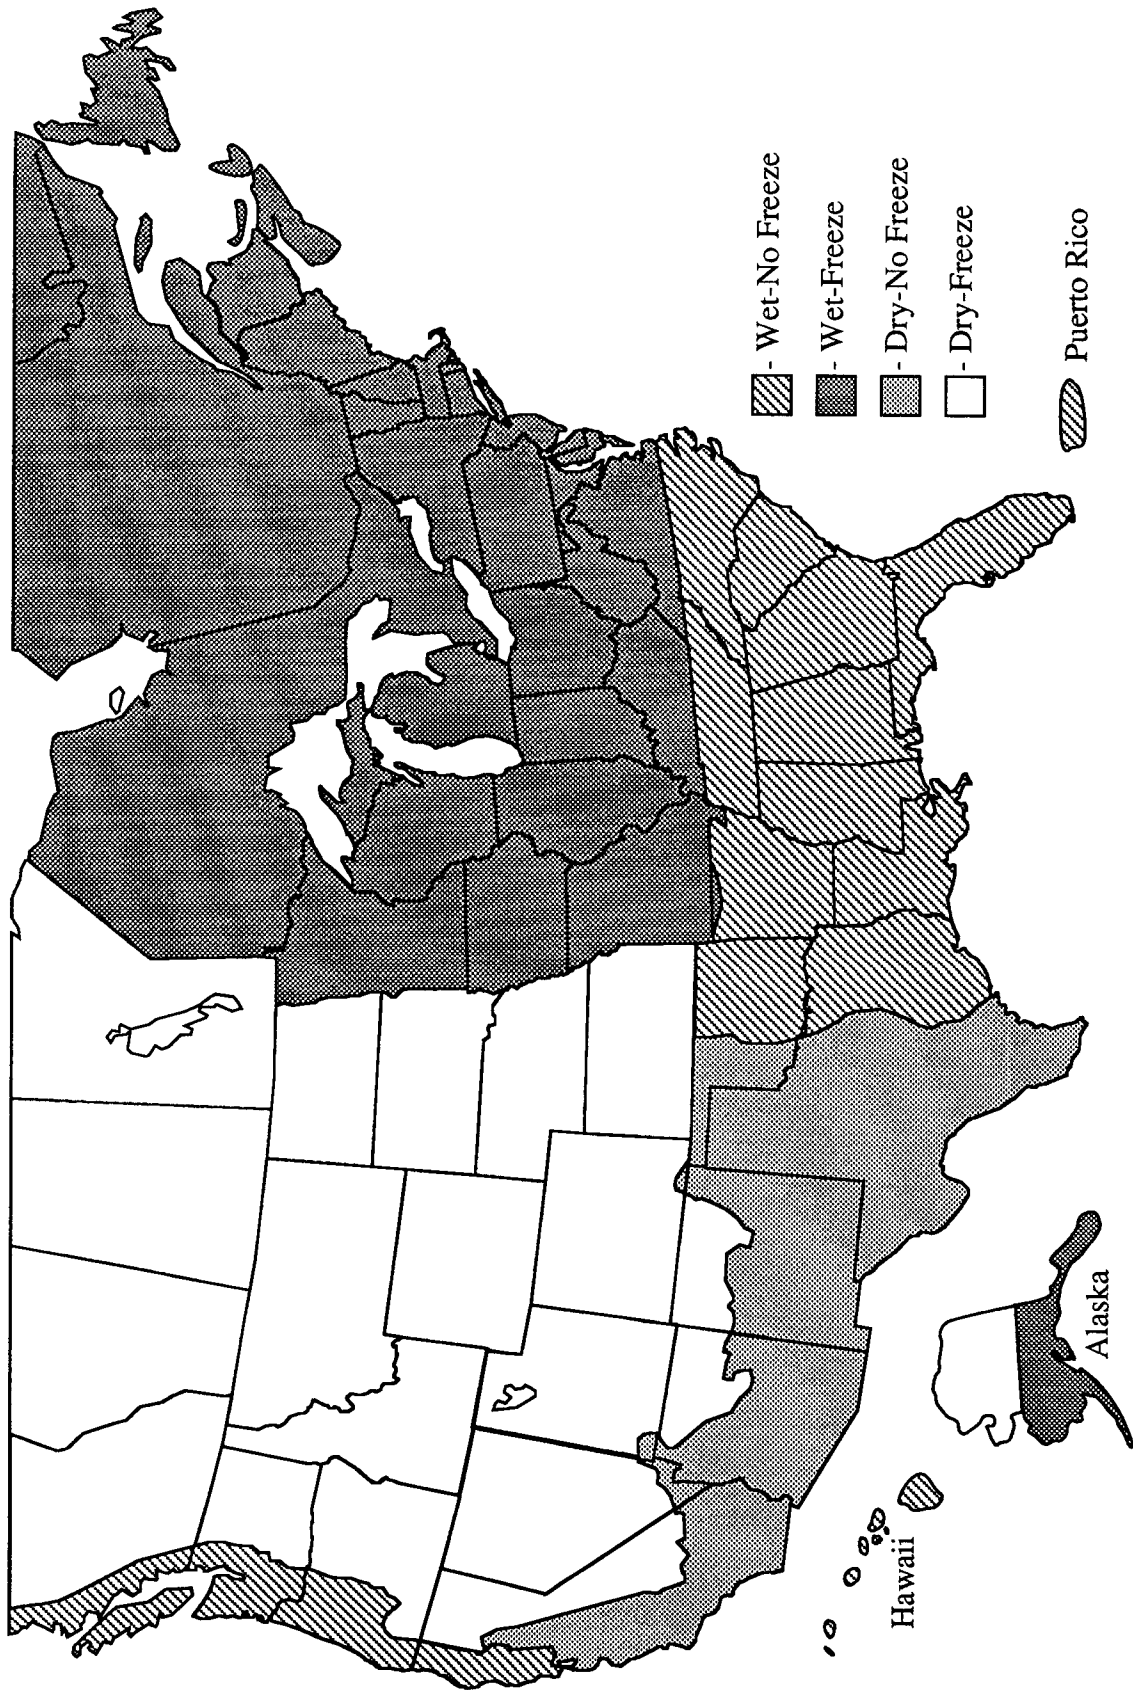 - Wet-No Freeze
- Wet-Freeze
- Dry-No Freeze
- Dry-Freeze
Puerto Rico
Alaska
Hawaii